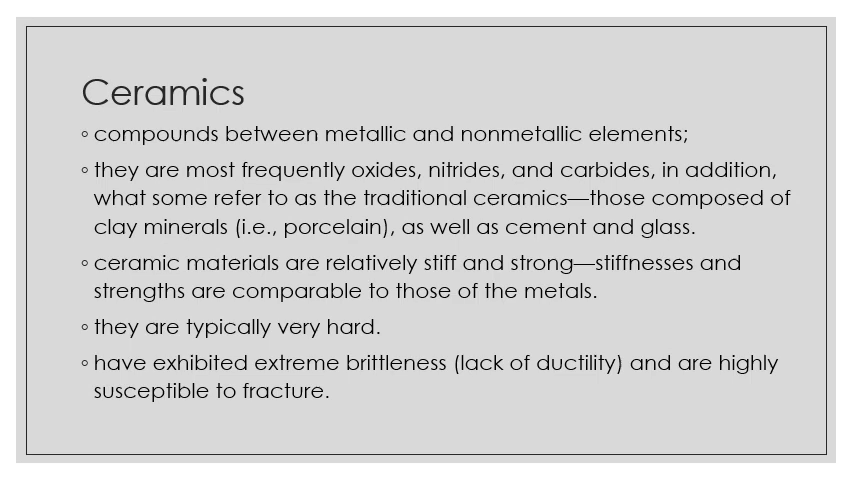 Ceramics
◦ compounds between metallic and nonmetallic elements;
◦ they are most frequently oxides, nitrides, and carbides, in addition,
what some refer to as the traditional ceramics—those composed of
clay minerals (i.e., porcelain), as well as cement and glass.
◦ ceramic materials are relatively stiff and strong—stiffnesses and
strengths are comparable to those of the metals.
◦ they are typically very hard.
◦ have exhibited extreme brittleness (lack of ductility) and are highly
susceptible to fracture.